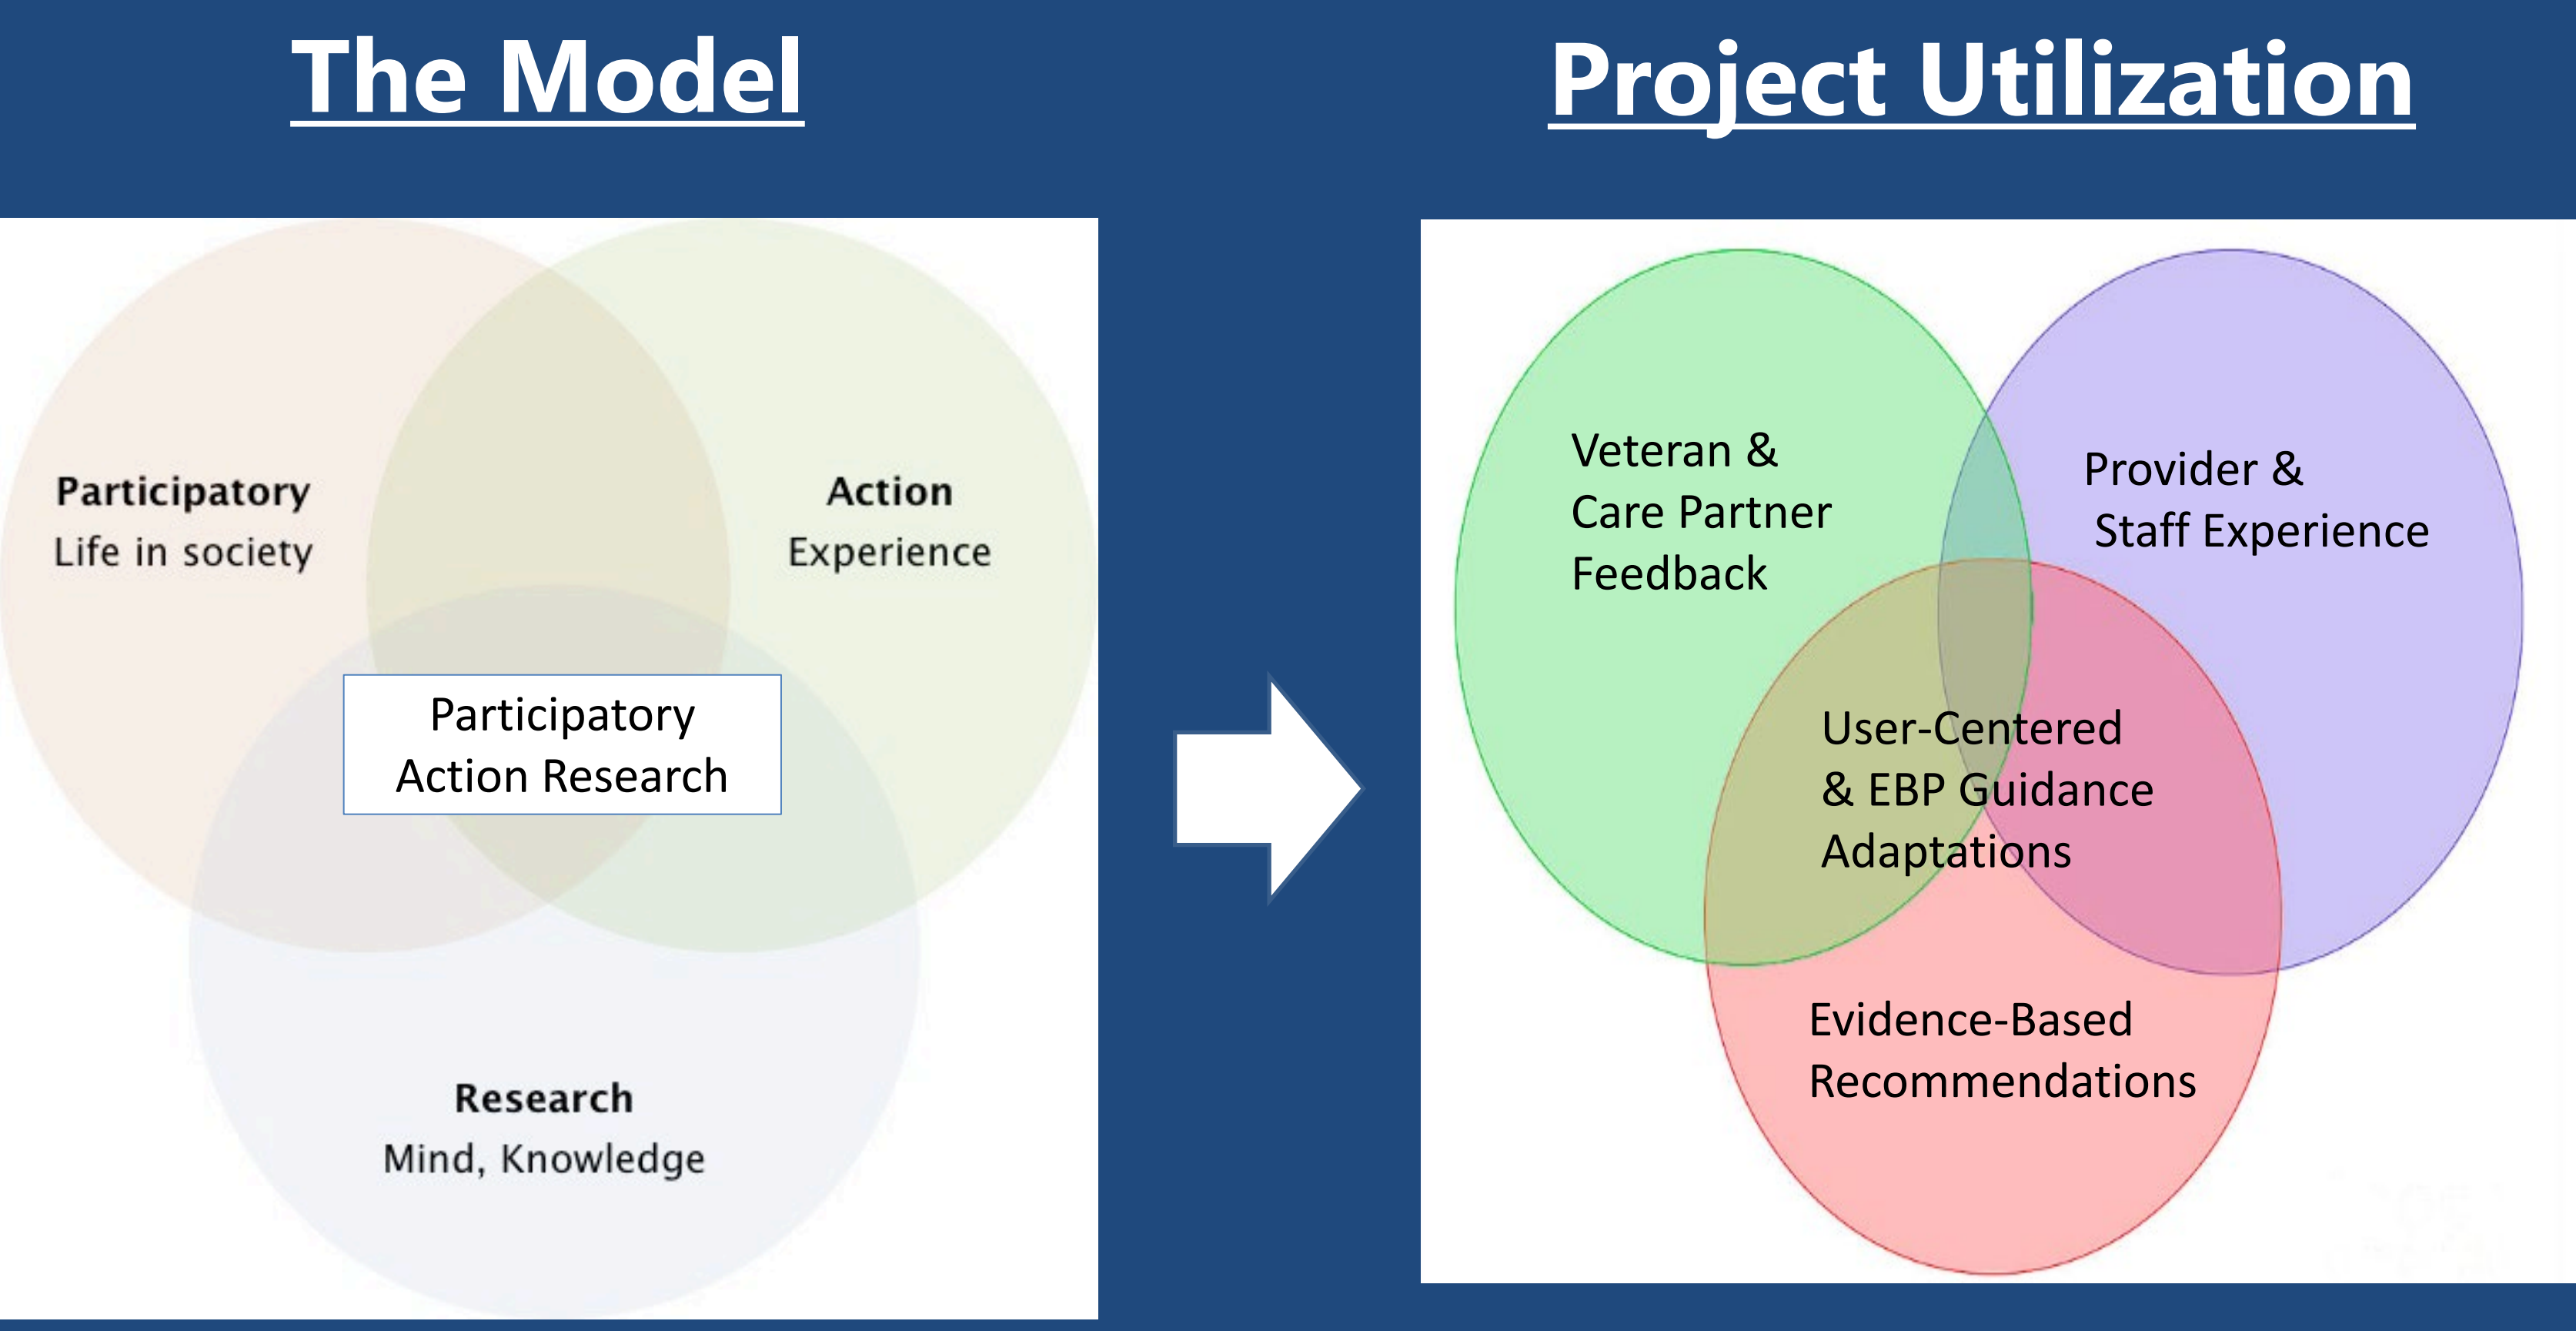 The Model
Participatory
Life in society
Action
Experience
Participatory
Action Research
Research
Mind, Knowledge
Project Utilization
Veteran &
Care Partner
Feedback
Provider &
Staff Experience
User-Centered
& EBP Guidance
Adaptations
Evidence-Based
Recommendations